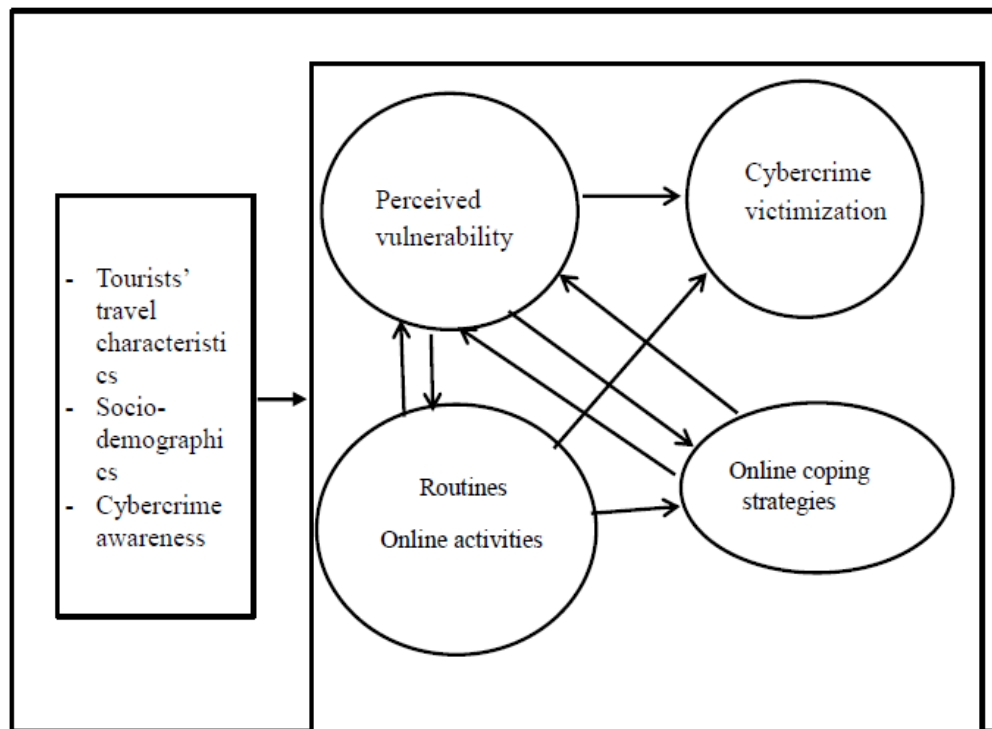 - Tourists’
travel
characteristi
cs
- Socio-
demographi
cs
- Cybercrime
awareness
Perceived
vulnerability
Cybercrime
victimization
Routines
Online activities
Online coping
strategies